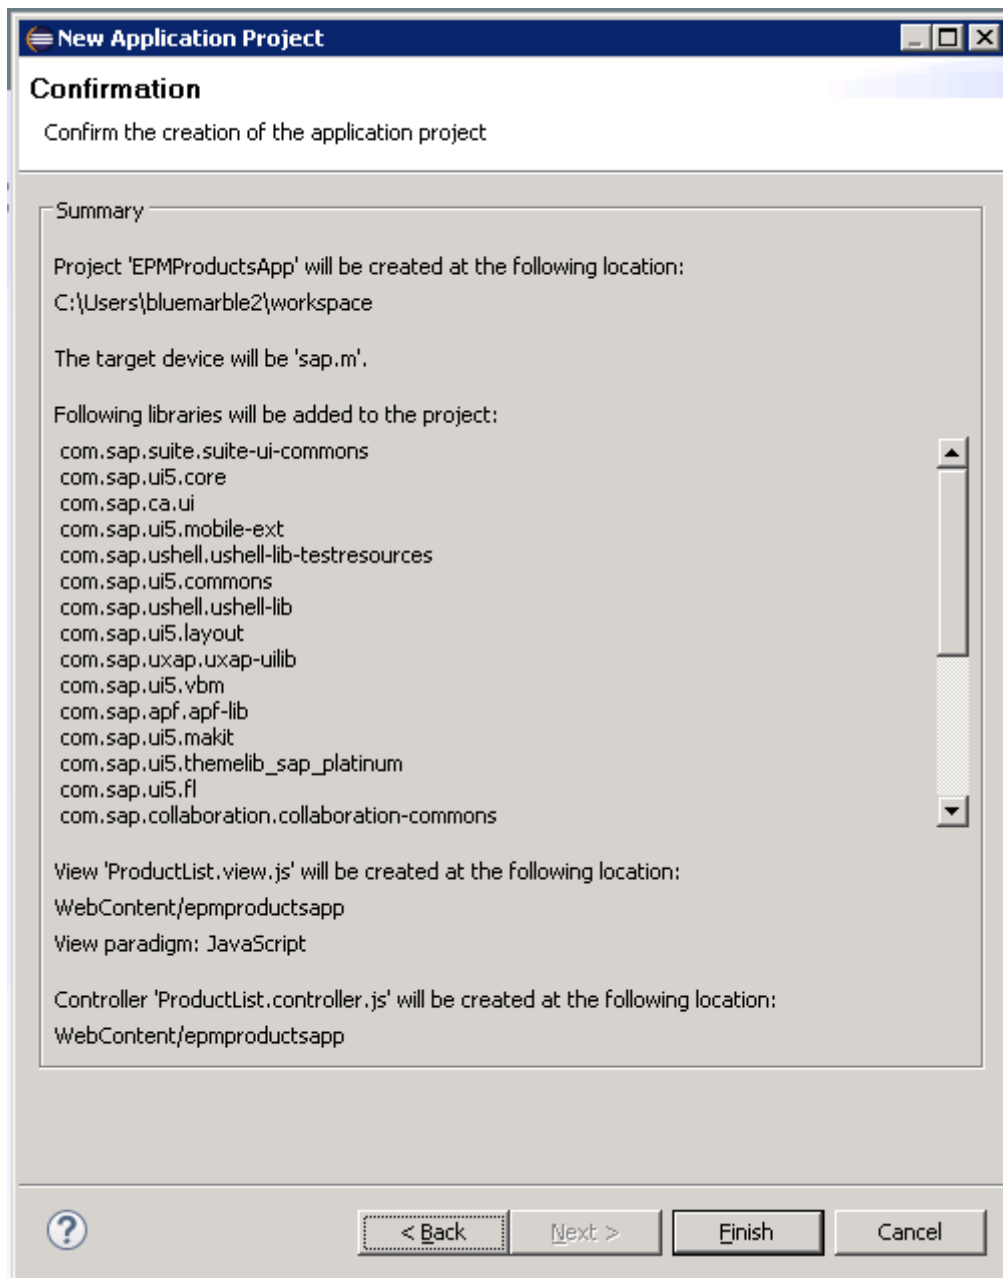 New Application Project
Confirmation
Confirm the creation of the application project
Summary
Project 'EPMProductsApp' will be created at the following location:
C:\Users\bluemarble2\workspace
The target device will be 'sap.m'.
Following libraries will be added to the project:
com.sap.suite.suite-ui-commons
com.sap.ui5.core
com.sap.ca.ui
com.sap.ui5.mobile-ext
com.sap.ushell.ushell-lib-testresources
com.sap.ui5.commons
com.sap.ushell.ushell-lib
com.sap.ui5.layout
com.sap.uxap.uxap-uilib
com.sap.ui5.vbm
com.sap.apf.apf-lib
com.sap.ui5.makit
com.sap.ui5.themelib_sap_platinum
com.sap.ui5.fl
com.sap.collaboration.collaboration-commons
View 'ProductList.view.js' will be created at the following location:
WebContent/epmproductsapp
View paradigm: JavaScript
Controller 'ProductList.controller.js' will be created at the following location:
WebContent/epmproductsapp
? < Back Next > Finish Cancel